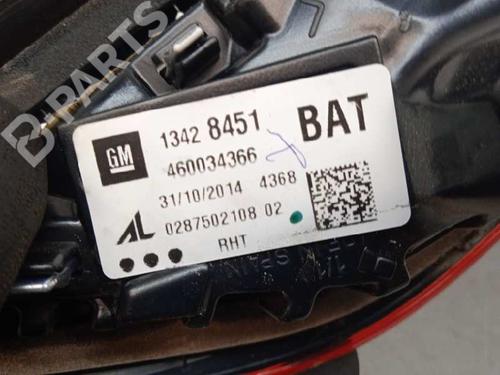 B-PARTS
GM
1342 8451
BAT
460034366
31/10/2014 4368
AL
0287502108 02
RHT